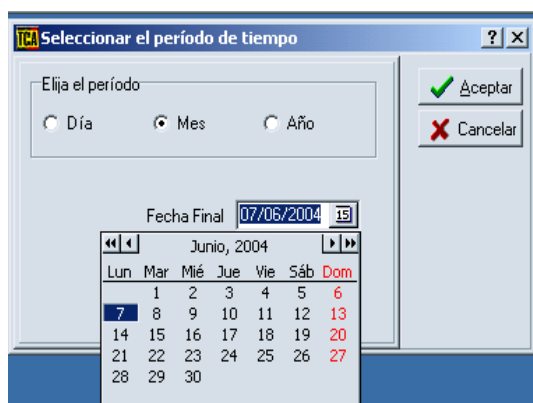 TCA Seleccionar el período de tiempo ? ×
Elija el período
Día Mes Año
Aceptar
Cancelar
Fecha Final 07/06/2004 15
Junio, 2004
Lun Mar Mié Jue Vie Sáb Dom
1 2 3 4 5 6
7 8 9 10 11 12 13
14 15 16 17 18 19 20
21 22 23 24 25 26 27
28 29 30